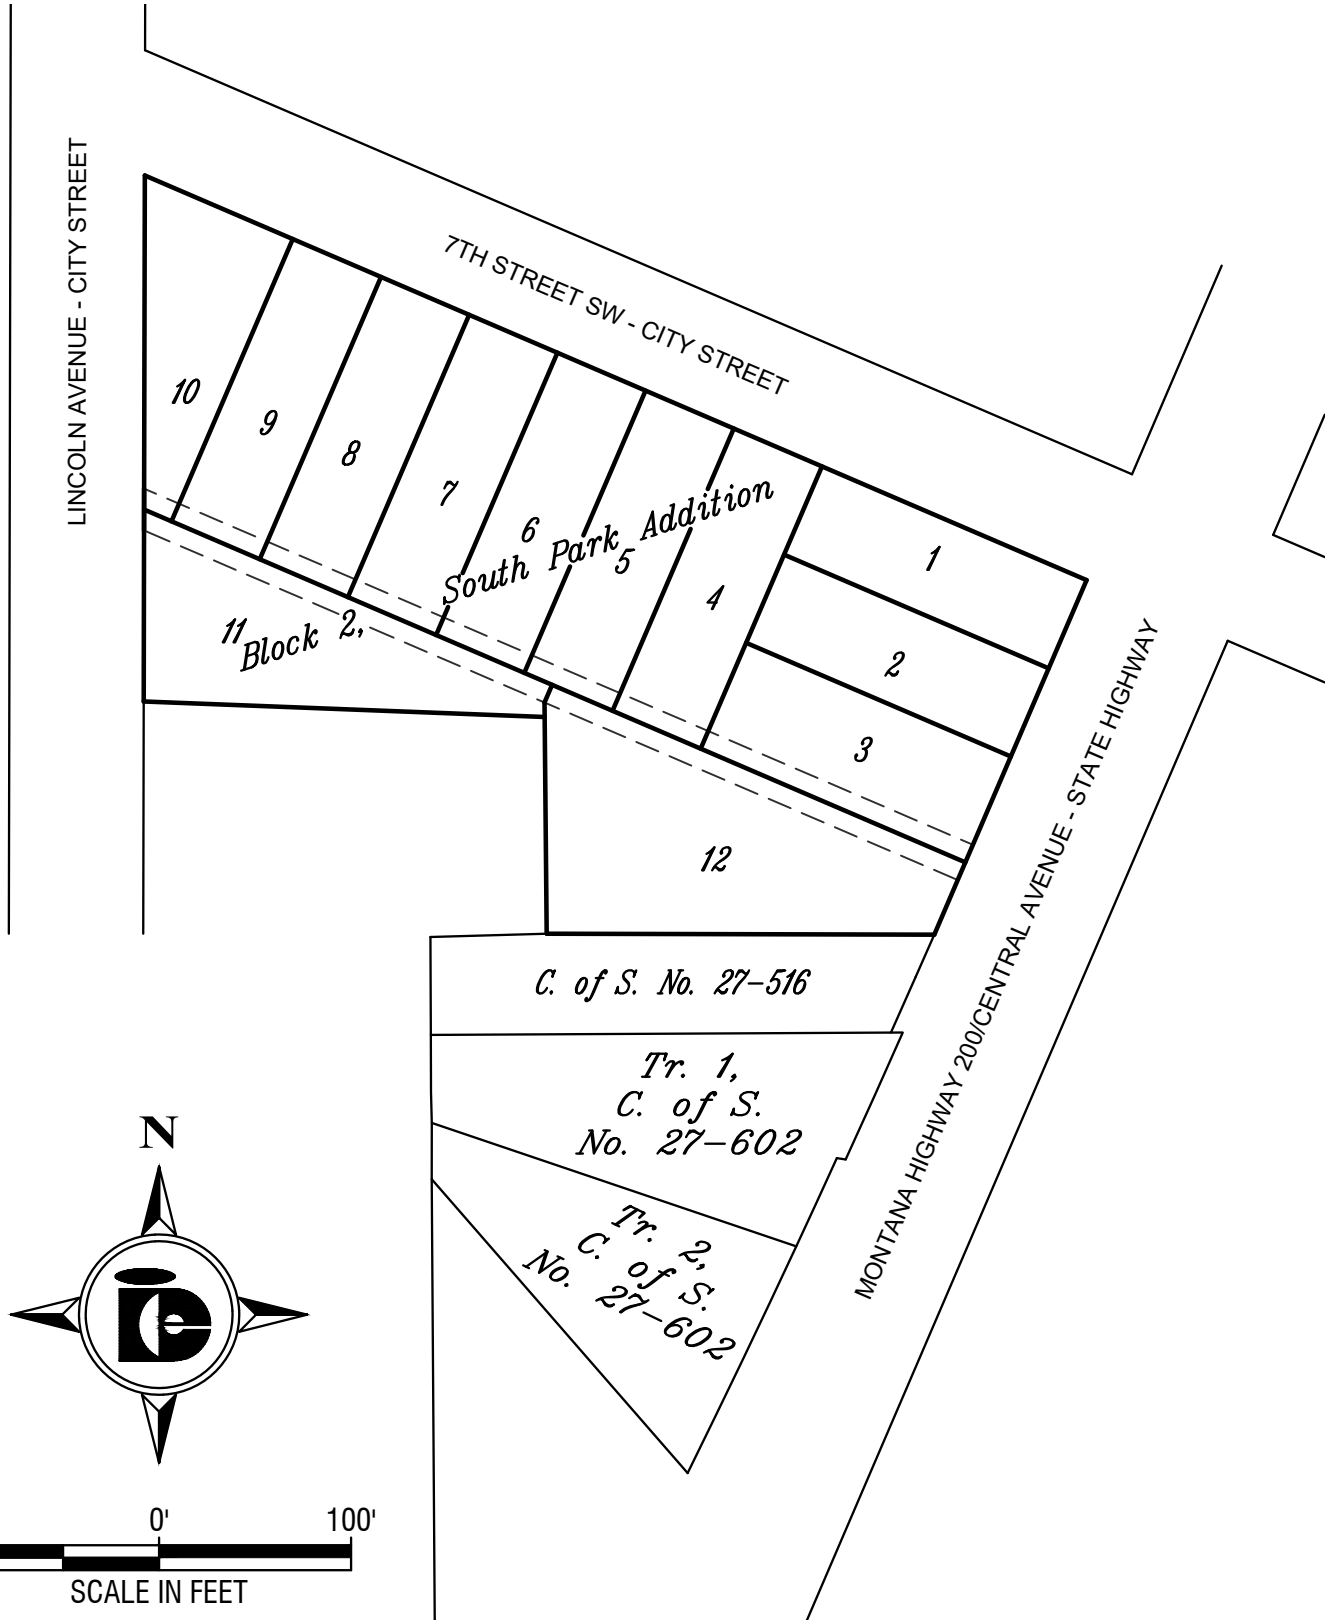 LINCOLN AVENUE - CITY STREET
7TH STREET SW - CITY STREET
10
9
8
7
6
5
4
1
2
3
11
12
Block 2, South Park Addition
MONTANA HIGHWAY 200/CENTRAL AVENUE - STATE HIGHWAY
C. of S. No. 27-516
Tr. 1,
C. of S.
No. 27-602
Tr. 2,
C. of S.
No. 27-602
N
0' 100'
SCALE IN FEET